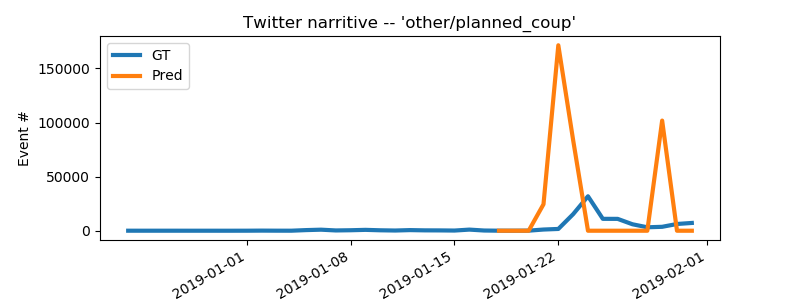 Twitter narritive -- 'other/planned_coup'
GT
Pred
Event #
150000
100000
50000
0
2019-01-01
2019-01-08
2019-01-15
2019-01-22
2019-02-01